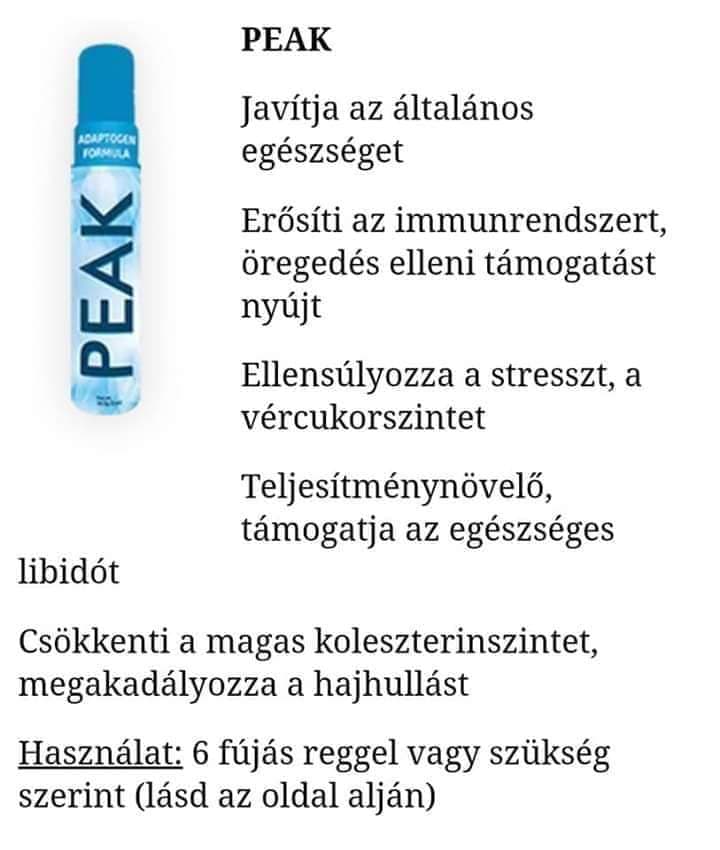 PEAK
Javítja az általános
egészséget
Erősíti az immunrendszert,
öregedés elleni támogatást
nyújt
Ellensúlyozza a stresszt, a
vércukorszintet
Teljesítménynövelő,
támogatja az egészséges
libidót
Csökkenti a magas koleszterinszintet,
megakadályozza a hajhullást
Használat: 6 fújás reggel vagy szükség
szerint (lásd az oldal alján)
ADAPTOGEN
FORMULA
PEAK